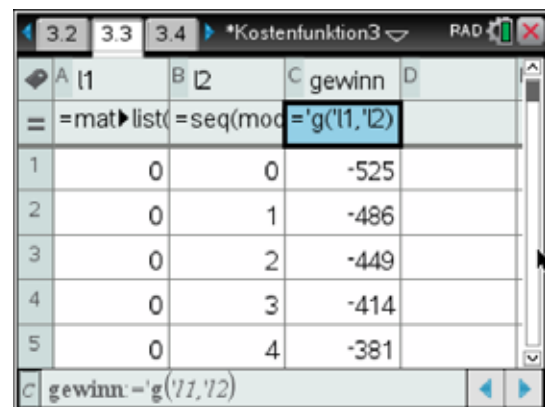 3.2 3.3 3.4 *Kostenfunktion3 RAD
A l1 B l2 C gewinn D
= =mat▶list( =seq(moc ='g('l1,'l2)
1 0 0 -525
2 0 1 -486
3 0 2 -449
4 0 3 -414
5 0 4 -381
C gewinn:='g('l1,'l2)